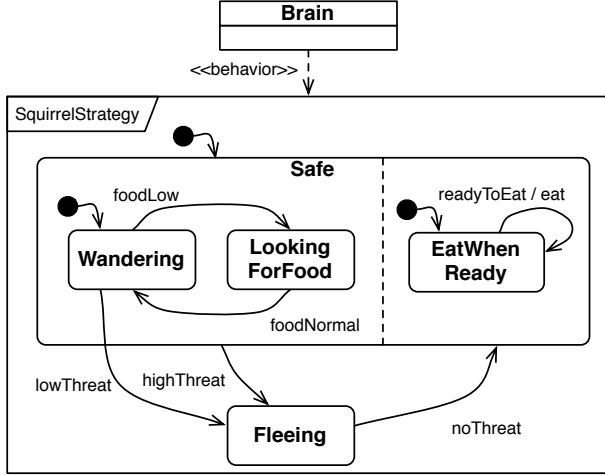 Brain
<<behavior>>
SquirrelStrategy
Safe
foodLow
readyToEat / eat
Wandering
Looking
ForFood
EatWhen
Ready
foodNormal
lowThreat
highThreat
noThreat
Fleeing